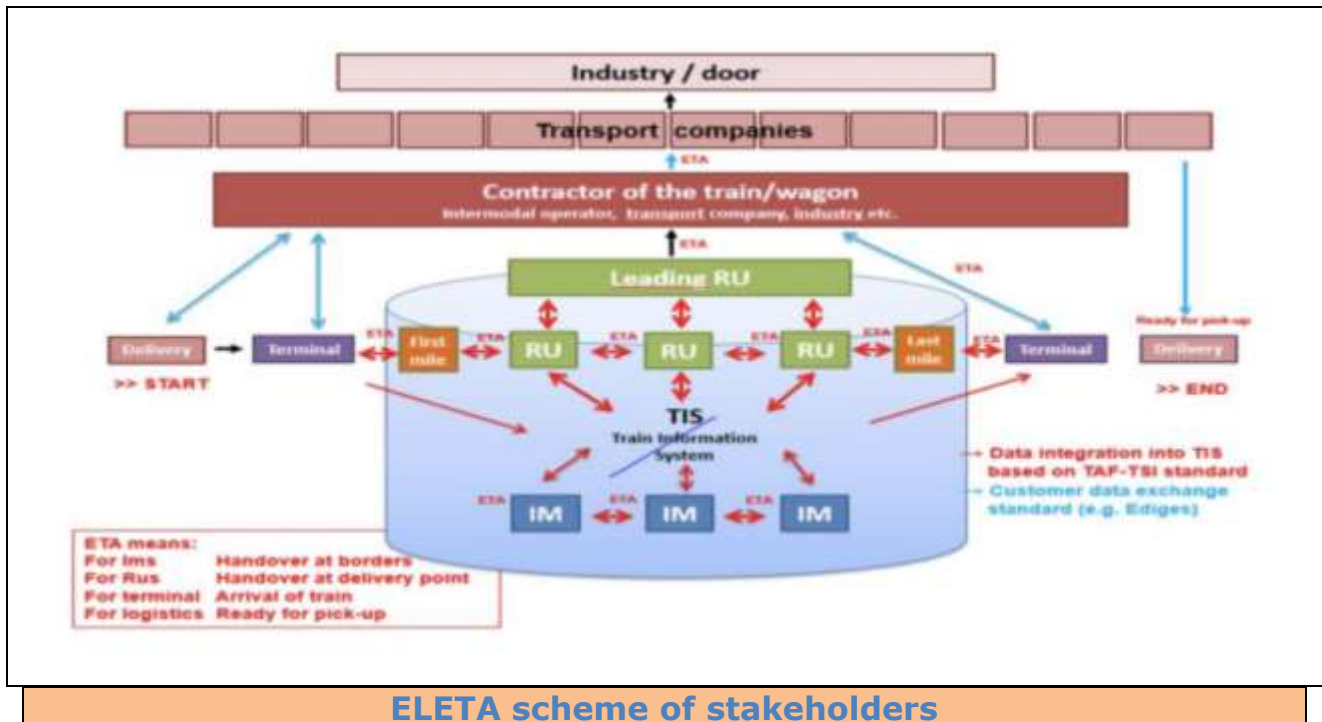 Industry / door
Transport companies
ETA
Contractor of the train/wagon
Intermodal operator, transport company, industry etc.
ETA
ETA
Leading RU
Ready for pick-up
Delivery
Terminal
ETA
First mile
ETA
RU
ETA
RU
ETA
RU
ETA
Last mile
ETA
Terminal
Delivery
>> START
>> END
TIS
Train Information
System
Data integration into TIS
based on TAF-TSI standard
Customer data exchange
standard (e.g. Ediges)
ETA
IM
ETA
IM
ETA
IM
ETA means:
For Ims Handover at borders
For Rus Handover at delivery point
For terminal Arrival of train
For logistics Ready for pick-up
ELETA scheme of stakeholders